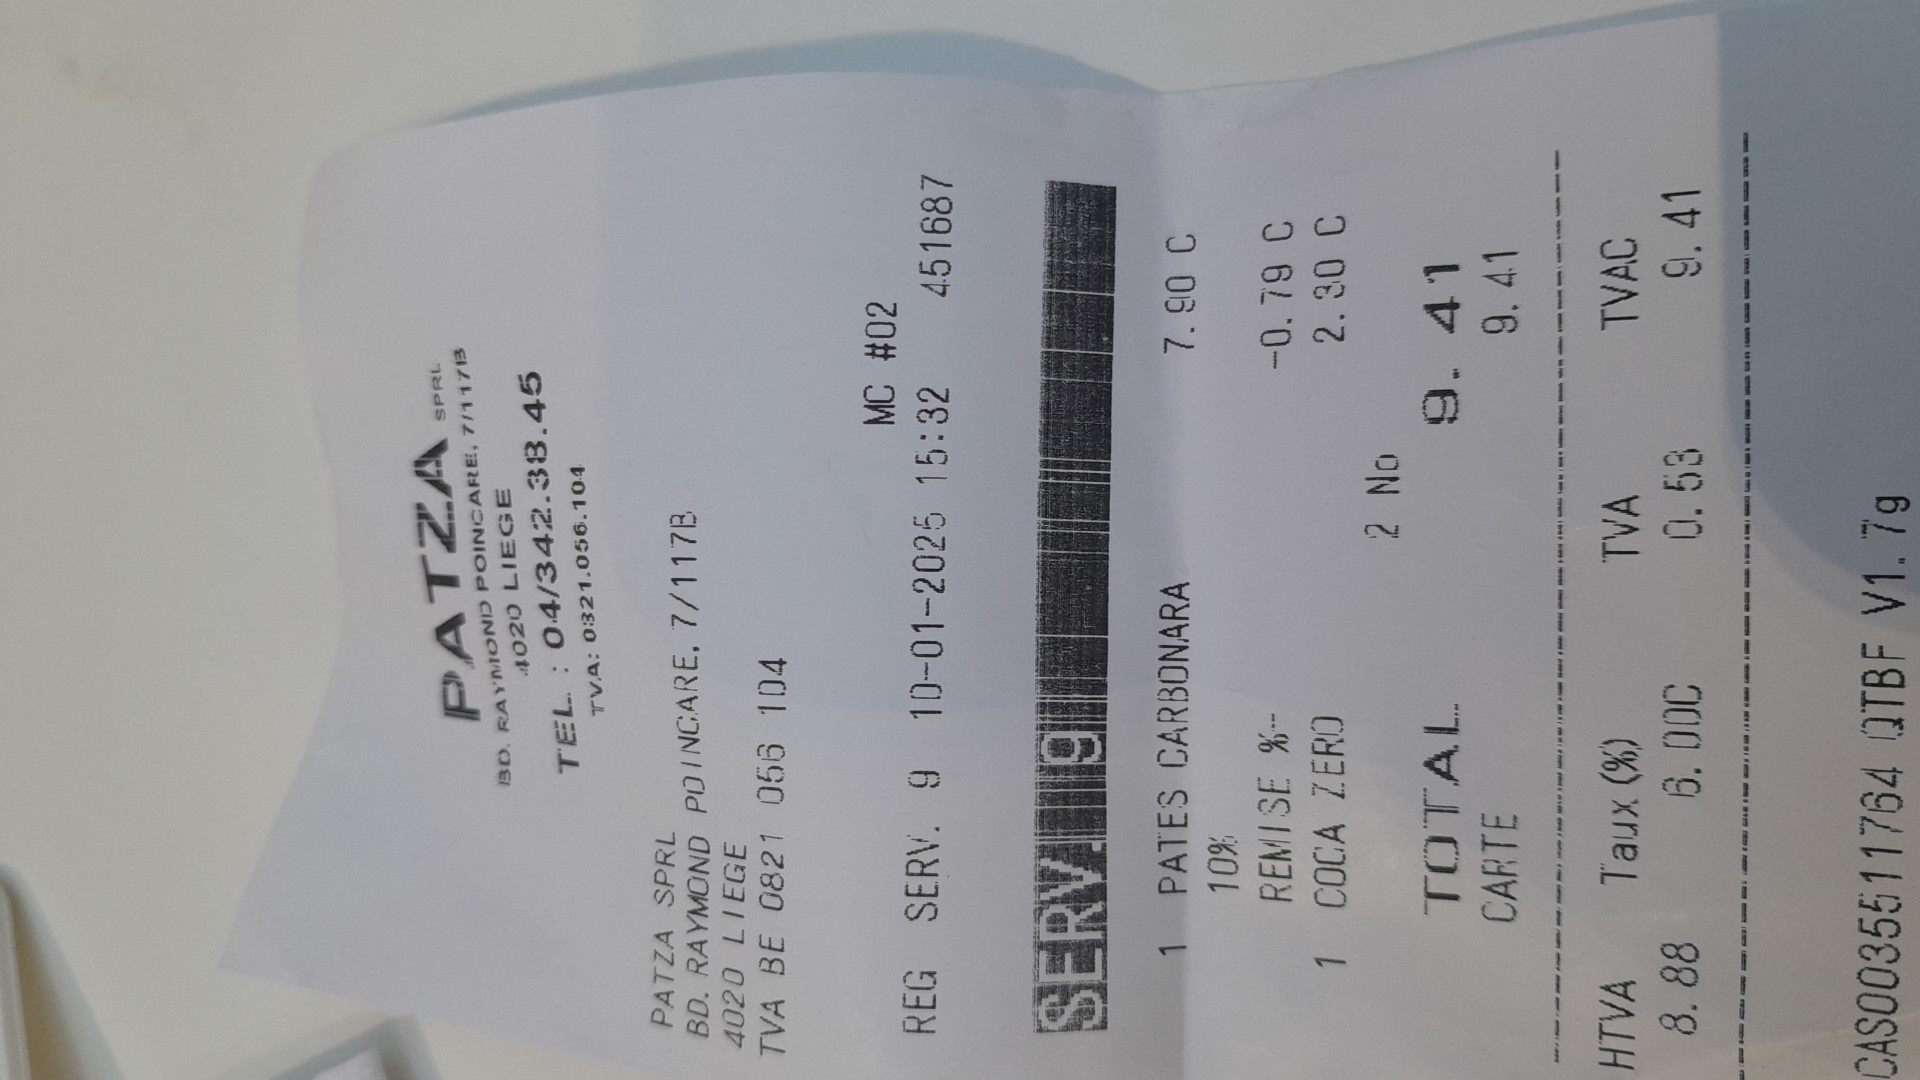 PATZA SPRL
BD. RAYMOND POINCARE, 7/117B
4020 LIEGE
TEL. : 04/342.38.45
TVA: 0821.056.104
PATZA SPRL
BD. RAYMOND POINCARE, 7/117B
4020 LIEGE
TVA BE 0821 056 104
MC #02
REG SERV. 9 10-01-2025 15:32 451687
SERV. 9
1 PATES CARBONARA 7.90 C
10%
REMISE %- -0.79 C
1 COCA ZERO 2.30 C
2 No
TOTAL 9.41
CARTE 9.41
HTVA Taux(%) TVA TVAC
8.88 6.00C 0.53 9.41
CAS00355511764 QTBF V1.7g